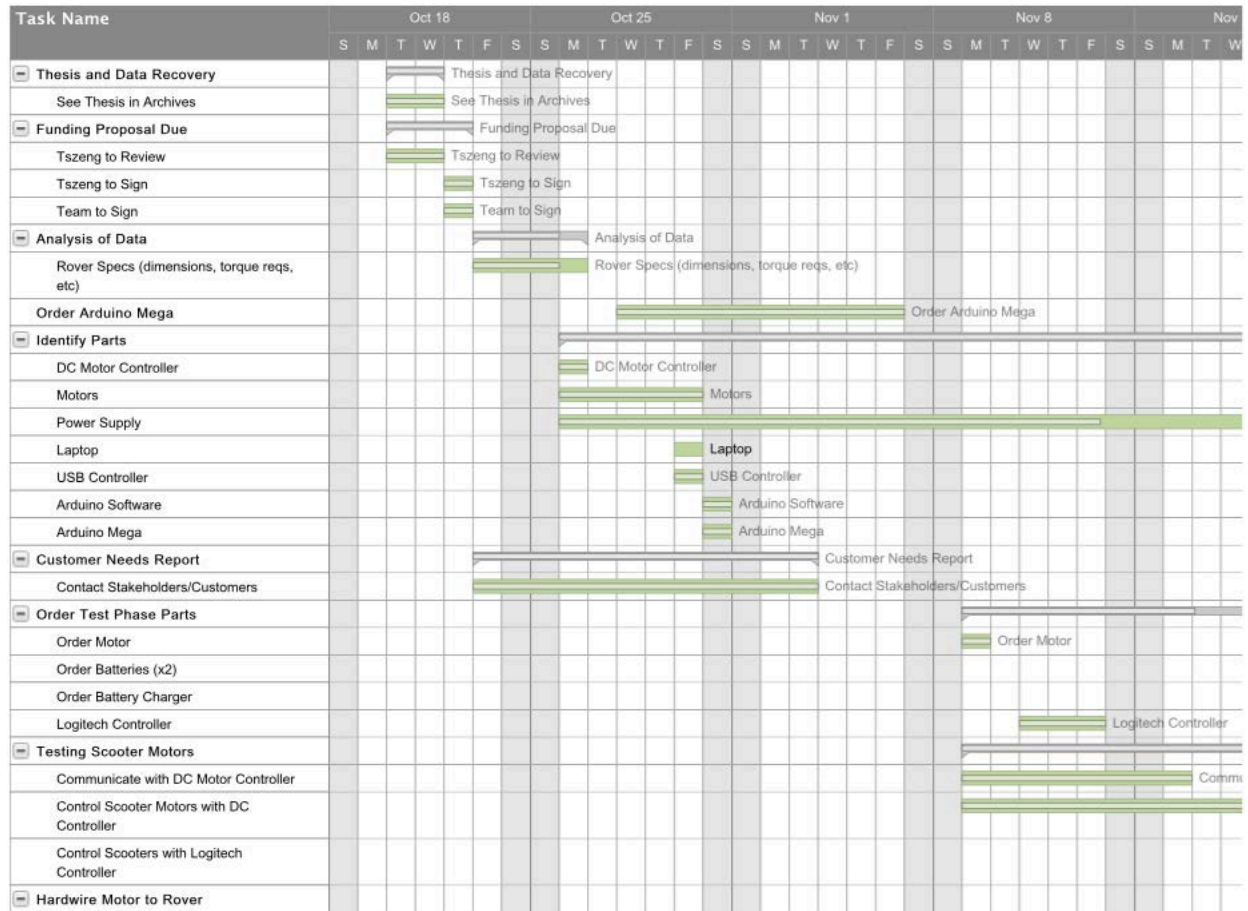 Task Name
Oct 18 Oct 25 Nov 1 Nov 8 Nov
S M T W T F S S M T W T F S S M T W T F S S M T W T F S S M T W
Thesis and Data Recovery Thesis and Data Recovery
See Thesis in Archives See Thesis in Archives
Funding Proposal Due Funding Proposal Due
Tszeng to Review Tszeng to Review
Tszeng to Sign Tszeng to Sign
Team to Sign Team to Sign
Analysis of Data Analysis of Data
Rover Specs (dimensions, torque reqs, Rover Specs (dimensions, torque reqs, etc)
etc)
Order Arduino Mega Order Arduino Mega
Identify Parts
DC Motor Controller DC Motor Controller
Motors Motors
Power Supply
Laptop Laptop
USB Controller USB Controller
Arduino Software Arduino Software
Arduino Mega Arduino Mega
Customer Needs Report Customer Needs Report
Contact Stakeholders/Customers Contact Stakeholders/Customers
Order Test Phase Parts
Order Motor Order Motor
Order Batteries (x2)
Order Battery Charger
Logitech Controller Logitech Controller
Testing Scooter Motors
Communicate with DC Motor Controller Commu
Control Scooter Motors with DC
Controller
Control Scooters with Logitech
Controller
Hardwire Motor to Rover